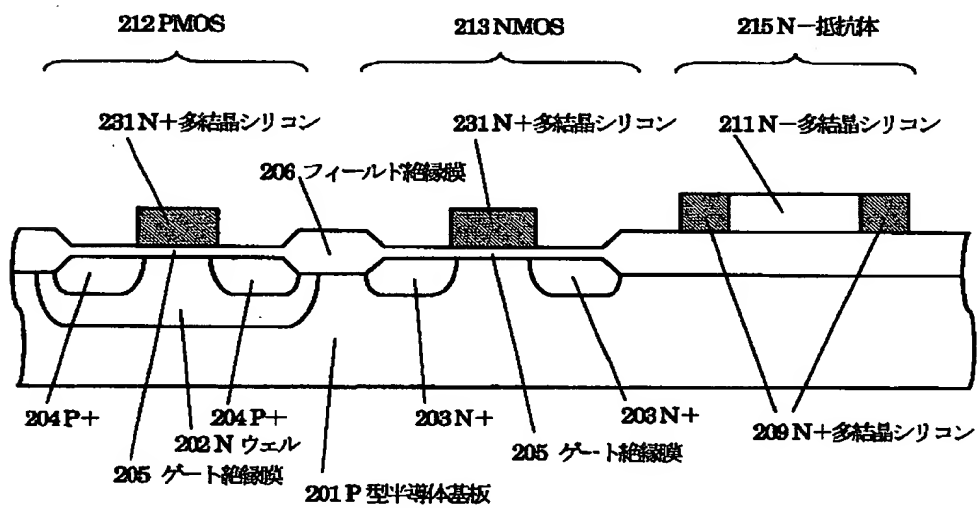 212 PMOS
213 NMOS
215 N－抵抗体
231 N+多結晶シリコン
231 N+多結晶シリコン
211 N－多結晶シリコン
206 フィールド絶縁膜
204 P+
204 P+
203 N+
203 N+
209 N+多結晶シリコン
202 N ウェル
205 ゲート絶縁膜
205 ゲート絶縁膜
201 P 型半導体基板